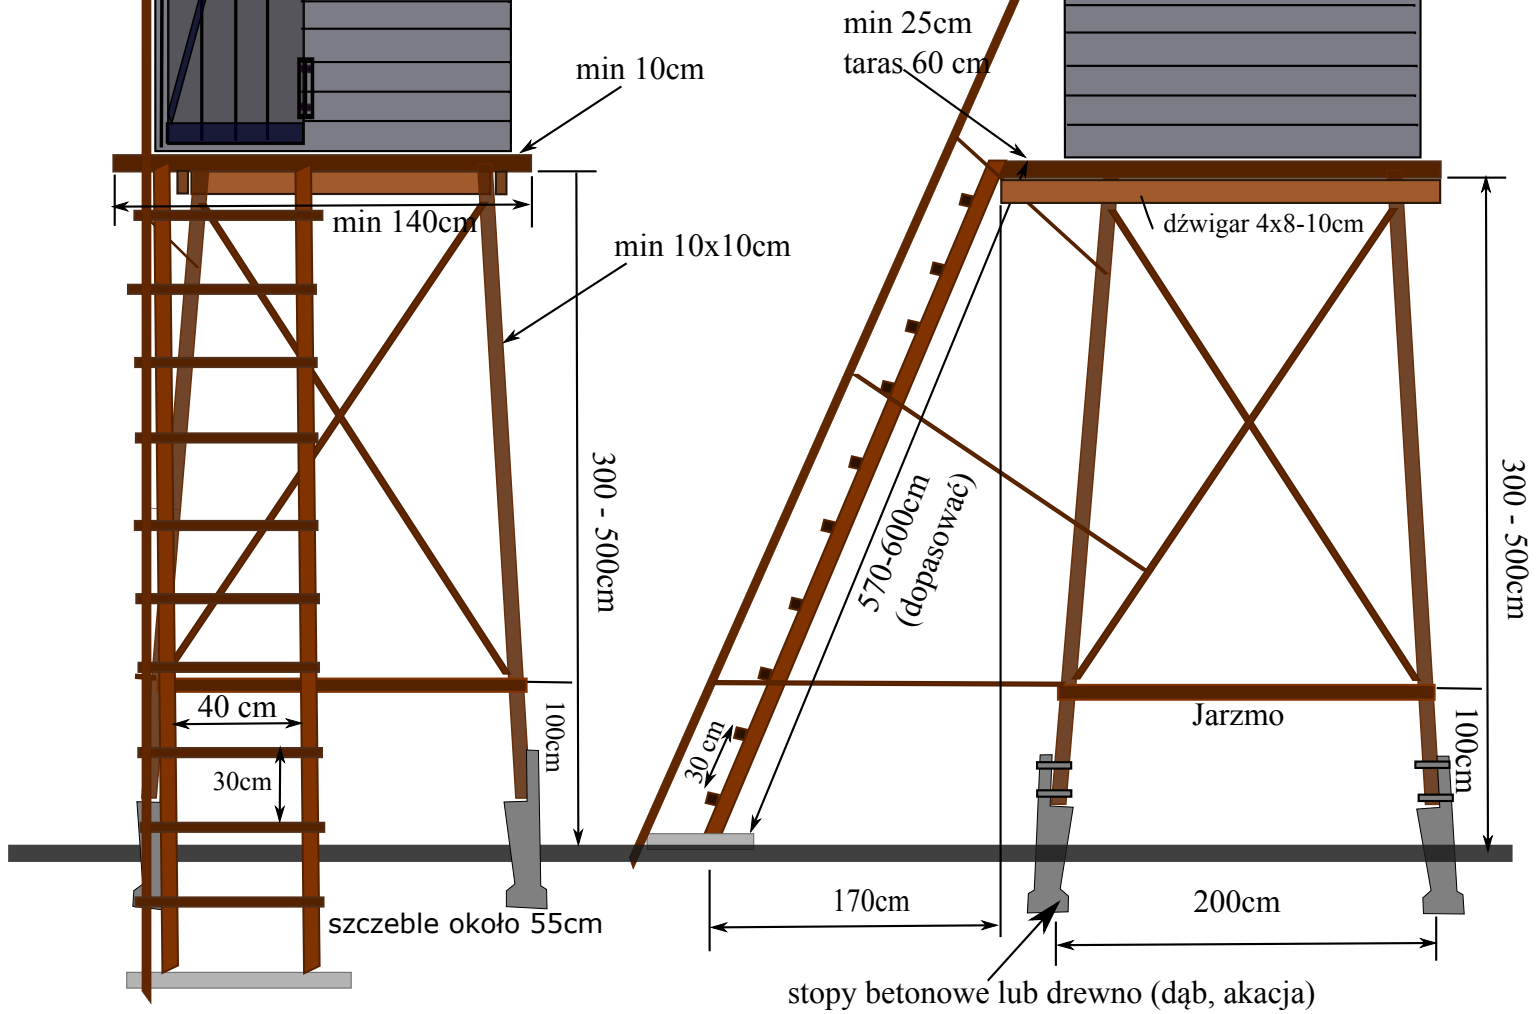 min 25cm
taras 60 cm
min 10cm
min 140cm
dźwigar 4x8-10cm
min 10x10cm
300 - 500cm
570-600cm
(dopasować)
300 - 500cm
40 cm
100cm
30 cm
Jarzmo
100cm
30cm
170cm
200cm
szczeble około 55cm
stopy betonowe lub drewno (dąb, akacja)